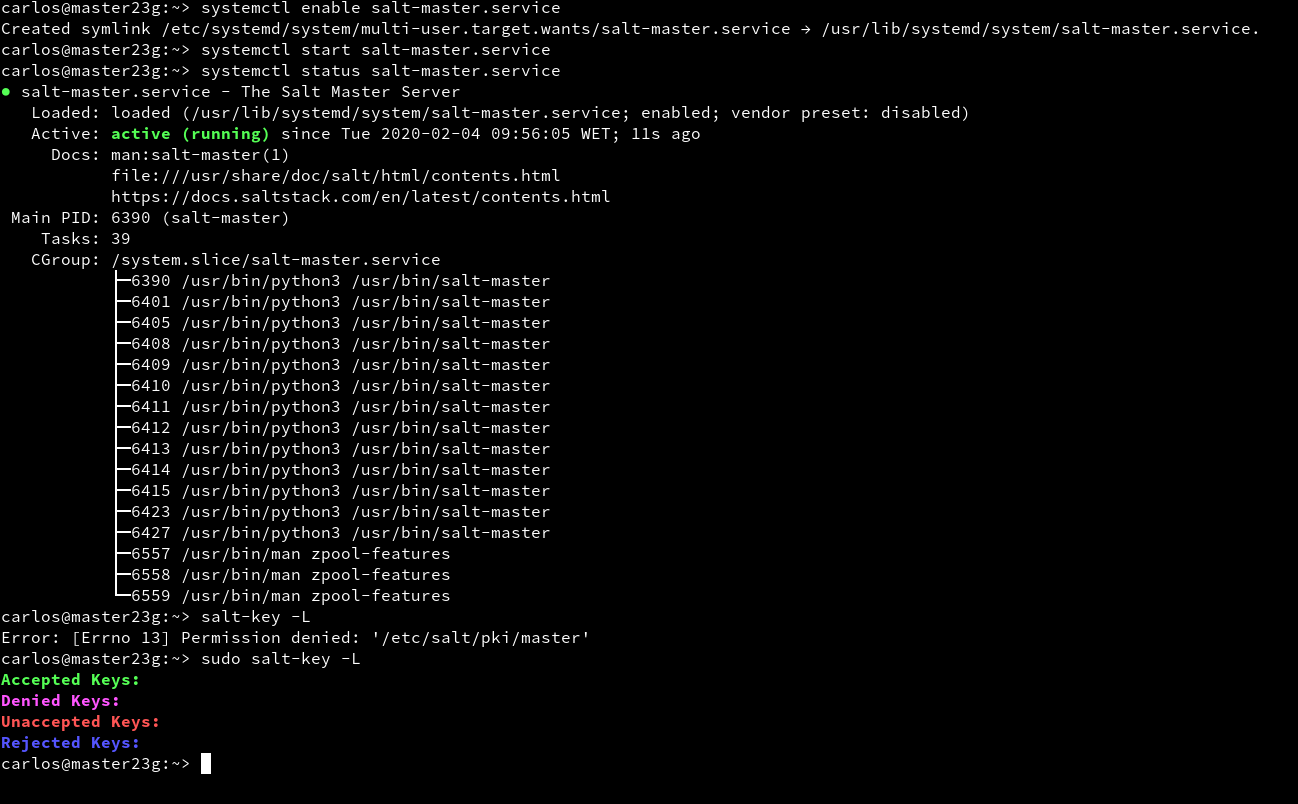 carlos@master23g:~> systemctl enable salt-master.service
Created symlink /etc/systemd/system/multi-user.target.wants/salt-master.service → /usr/lib/systemd/system/salt-master.service.
carlos@master23g:~> systemctl start salt-master.service
carlos@master23g:~> systemctl status salt-master.service
● salt-master.service - The Salt Master Server
   Loaded: loaded (/usr/lib/systemd/system/salt-master.service; enabled; vendor preset: disabled)
   Active: active (running) since Tue 2020-02-04 09:56:05 WET; 11s ago
     Docs: man:salt-master(1)
           file:///usr/share/doc/salt/html/contents.html
           https://docs.saltstack.com/en/latest/contents.html
 Main PID: 6390 (salt-master)
    Tasks: 39
   CGroup: /system.slice/salt-master.service
           ├─6390 /usr/bin/python3 /usr/bin/salt-master
           ├─6401 /usr/bin/python3 /usr/bin/salt-master
           ├─6405 /usr/bin/python3 /usr/bin/salt-master
           ├─6408 /usr/bin/python3 /usr/bin/salt-master
           ├─6409 /usr/bin/python3 /usr/bin/salt-master
           ├─6410 /usr/bin/python3 /usr/bin/salt-master
           ├─6411 /usr/bin/python3 /usr/bin/salt-master
           ├─6412 /usr/bin/python3 /usr/bin/salt-master
           ├─6413 /usr/bin/python3 /usr/bin/salt-master
           ├─6414 /usr/bin/python3 /usr/bin/salt-master
           ├─6415 /usr/bin/python3 /usr/bin/salt-master
           ├─6423 /usr/bin/python3 /usr/bin/salt-master
           ├─6427 /usr/bin/python3 /usr/bin/salt-master
           ├─6557 /usr/bin/man zpool-features
           ├─6558 /usr/bin/man zpool-features
           └─6559 /usr/bin/man zpool-features
carlos@master23g:~> salt-key -L
Error: [Errno 13] Permission denied: '/etc/salt/pki/master'
carlos@master23g:~> sudo salt-key -L
Accepted Keys:
Denied Keys:
Unaccepted Keys:
Rejected Keys:
carlos@master23g:~>